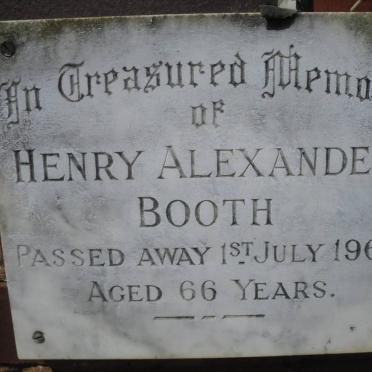 In Treasured Memo
of
HENRY ALEXANDE
BOOTH
PASSED AWAY 1ST JULY 196
AGED 66 YEARS.